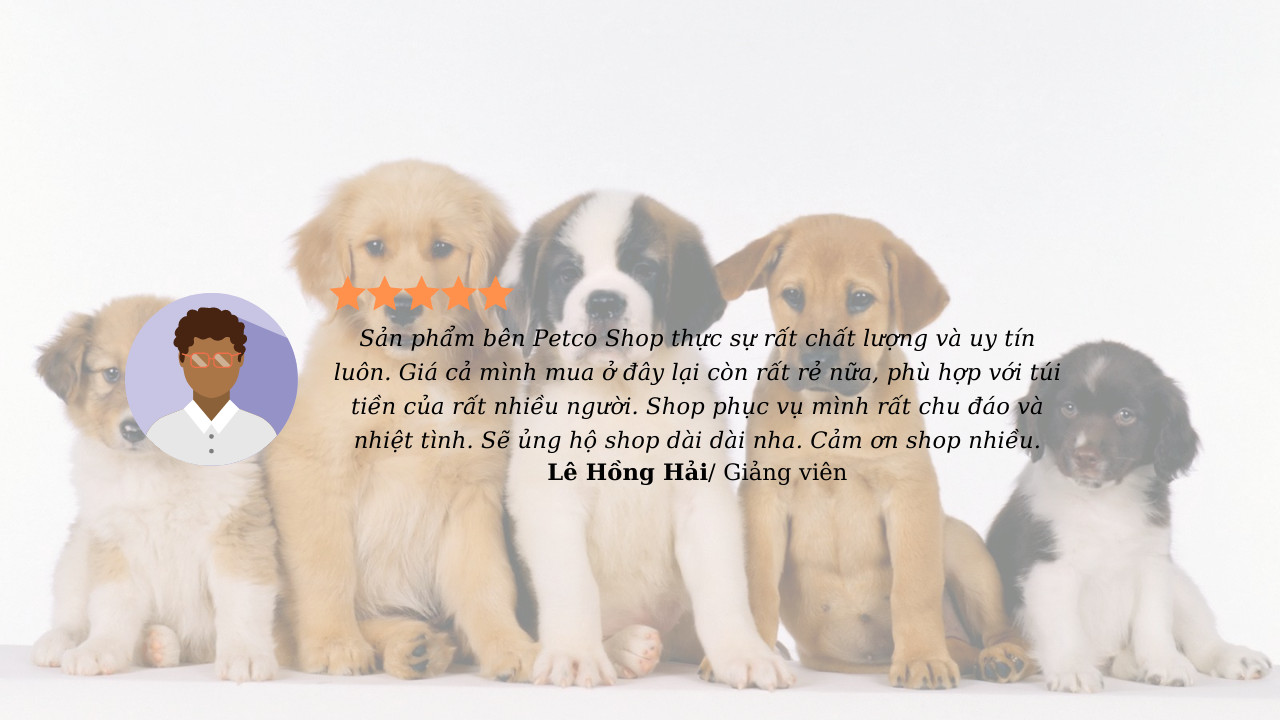 Sản phẩm bên Petco Shop thực sự rất chất lượng và uy tín
luôn. Giá cả mình mua ở đây lại còn rất rẻ nữa, phù hợp với túi
tiền của rất nhiều người. Shop phục vụ mình rất chu đáo và
nhiệt tình. Sẽ ủng hộ shop dài dài nha. Cảm ơn shop nhiều.
Lê Hồng Hải/ Giảng viên